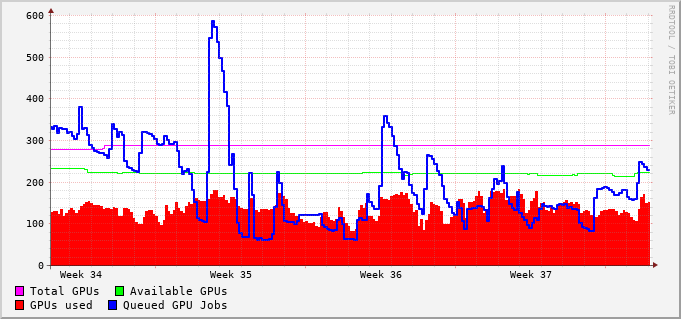 600
500
400
300
200
100
0
Week 34 Week 35 Week 36 Week 37
Total GPUs Available GPUs
GPUs used Queued GPU Jobs
RRDTOOL / TOBI OETIKER